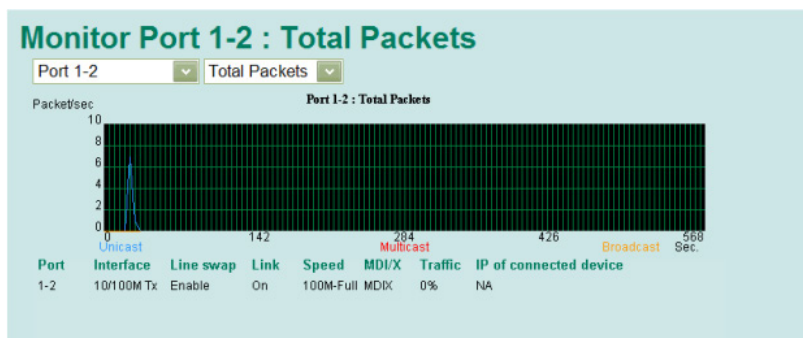 Monitor Port 1-2 : Total Packets
Port 1-2 Total Packets
Packet/sec Port 1-2 : Total Packets
10
8
6
4
2
0
0 142 284 426 568
Unicast Multicast Broadcast Sec.
Port Interface Line swap Link Speed MDI/X Traffic IP of connected device
1-2 10/100M Tx Enable On 100M-Full MDIX 0% NA